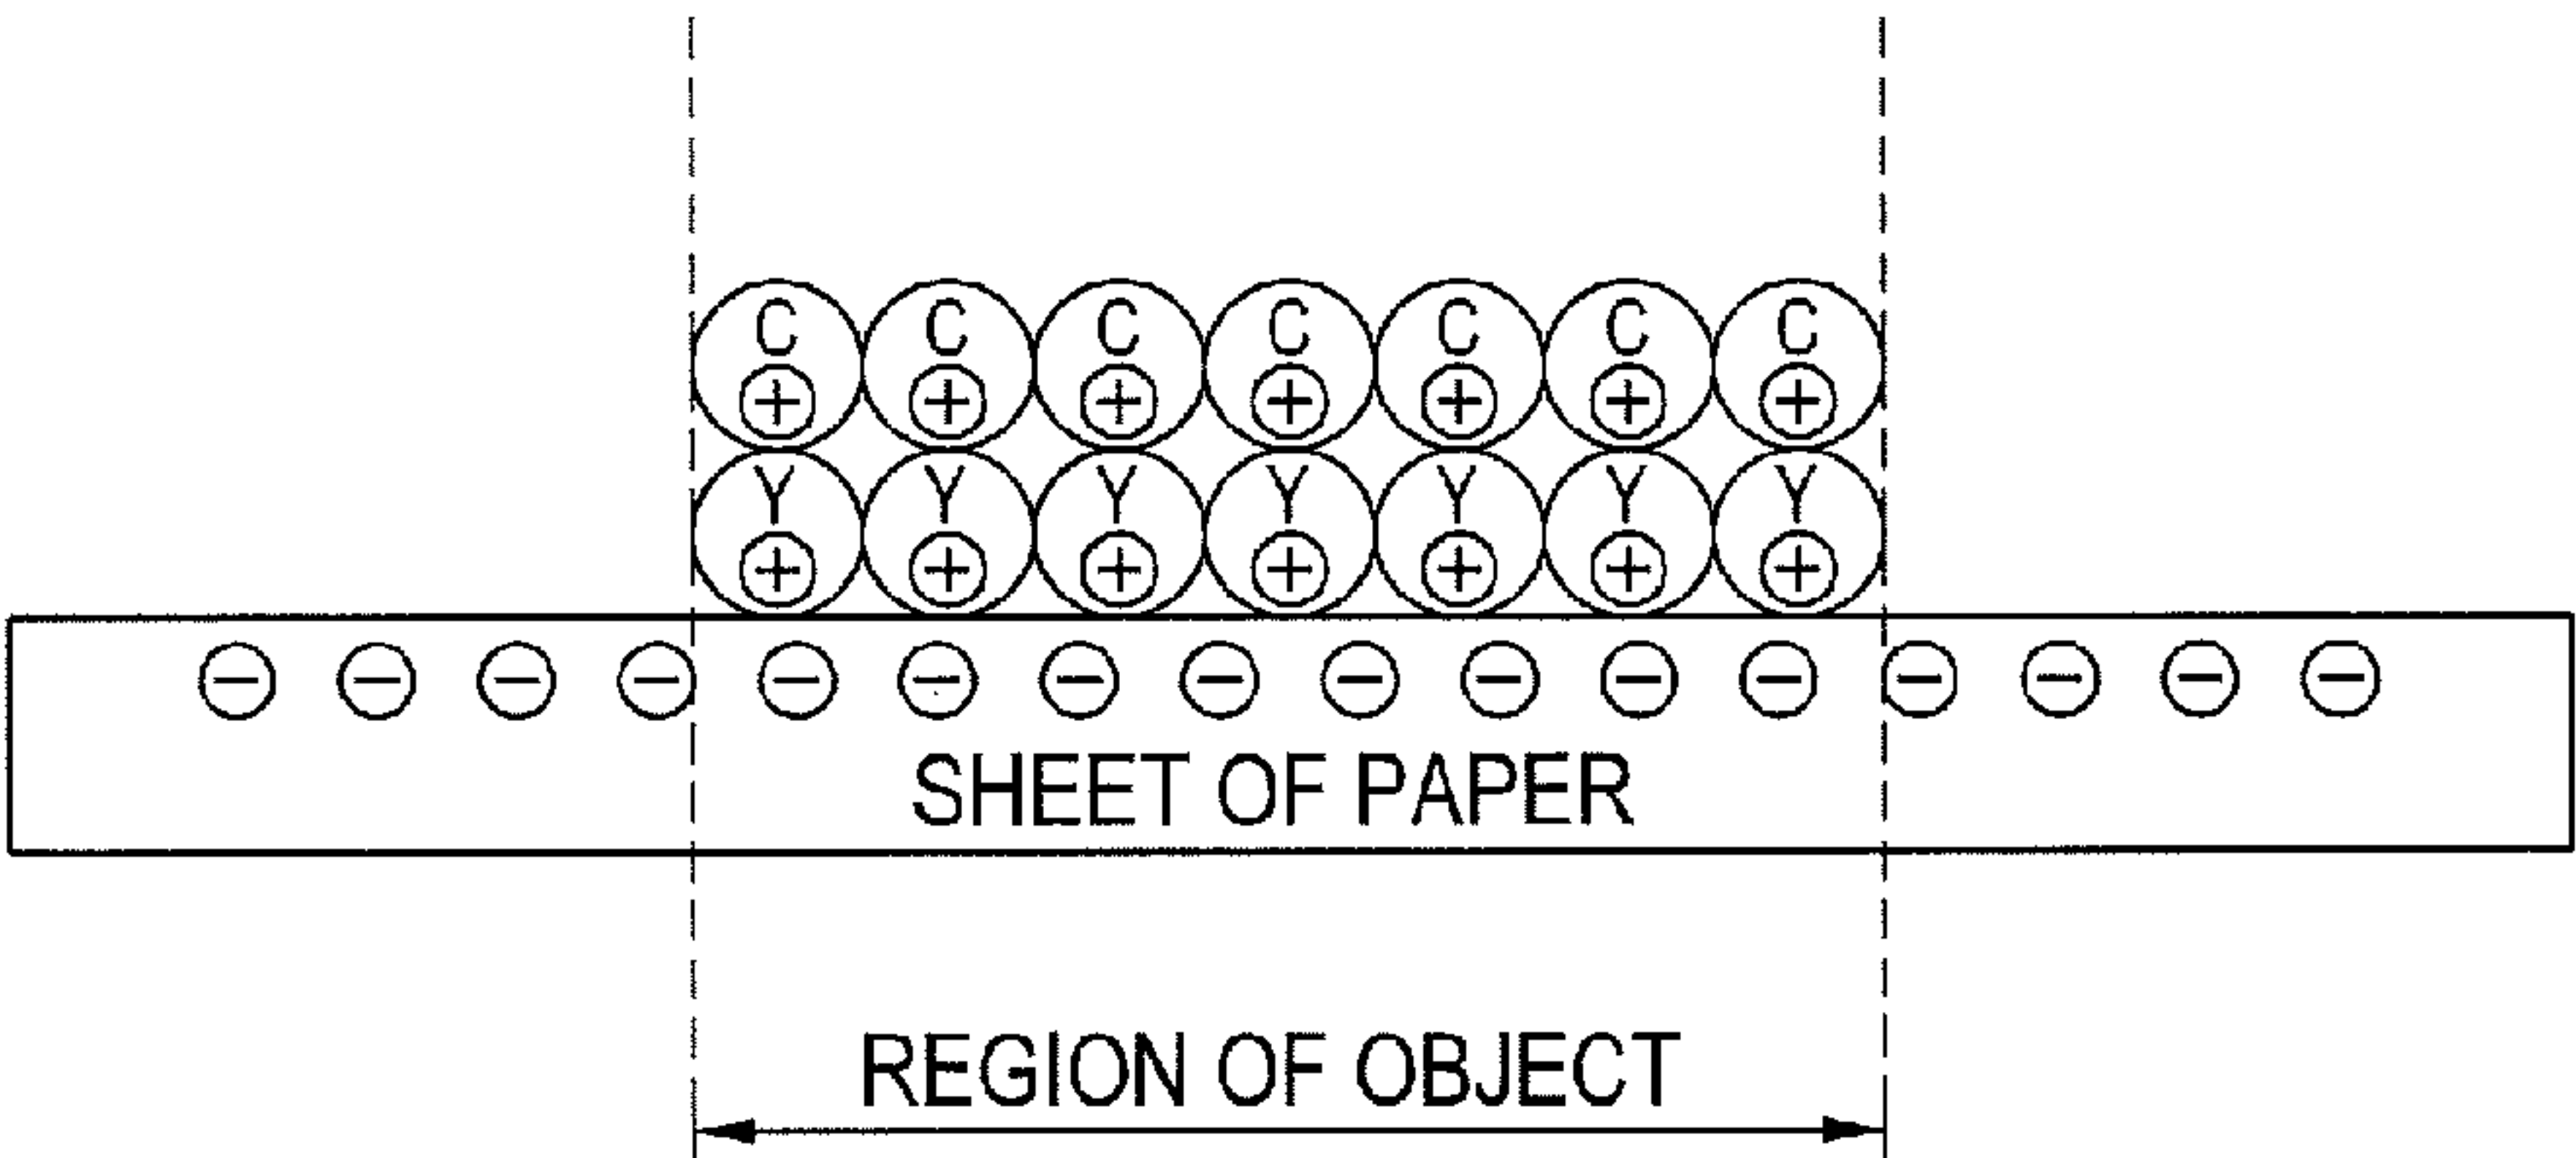 C C C C C C C
+ + + + + + +
Y Y Y Y Y Y Y
+ + + + + + +
− − − − − − − − − − − − − − − −
SHEET OF PAPER
REGION OF OBJECT